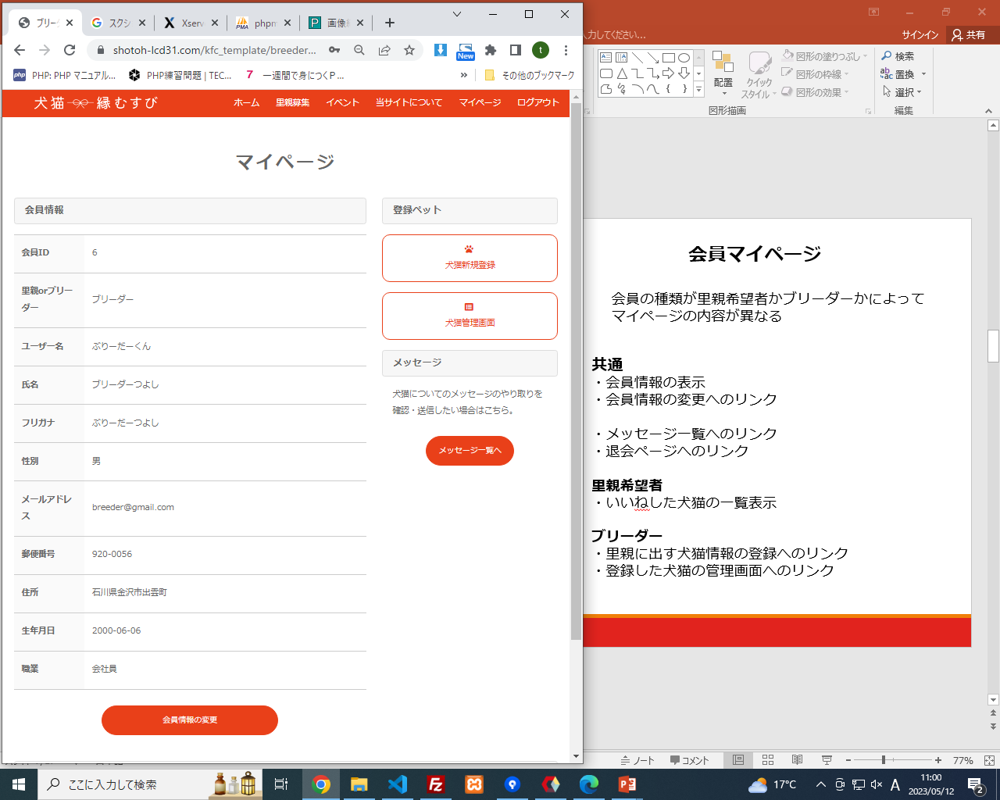 ブリー
スクシ
Xserv
phpm
画像
shotoh-lcd31.com/kfc_template/breeder...
New
t
PHP: PHP マニュアル...
PHP練習問題 | TEC...
7
一週間で身につくP...
»
その他のブックマーク
犬猫 縁むすび
ホーム
里親募集
イベント
当サイトについて
マイページ
ログアウト
マイページ
会員情報
会員ID
6
里親orブリー
ダー
ブリーダー
ユーザー名
ぶりーだーくん
氏名
ブリーダーつよし
フリガナ
ぶりーだーつよし
性別
男
メールアドレ
ス
breeder@gmail.com
郵便番号
920-0056
住所
石川県金沢市出雲町
生年月日
2000-06-06
職業
会社員
会員情報の変更
登録ペット
犬猫新規登録
犬猫管理画面
メッセージ
犬猫についてのメッセージのやり取りを
確認・送信したい場合はこちら。
メッセージ一覧へ
入力してください...
サインイン
共有
配置
クイック
スタイル
図形の塗りつぶし
図形の枠線
図形の効果
図形描画
検索
置換
選択
編集
会員マイページ
会員の種類が里親希望者かブリーダーかによって
マイページの内容が異なる
共通
・会員情報の表示
・会員情報の変更へのリンク
・メッセージ一覧へのリンク
・退会ページへのリンク
里親希望者
・いいねした犬猫の一覧表示
ブリーダー
・里親に出す犬猫情報の登録へのリンク
・登録した犬猫の管理画面へのリンク
ノート
コメント
77%
ここに入力して検索
17°C
A
11:00
2023/05/12
2